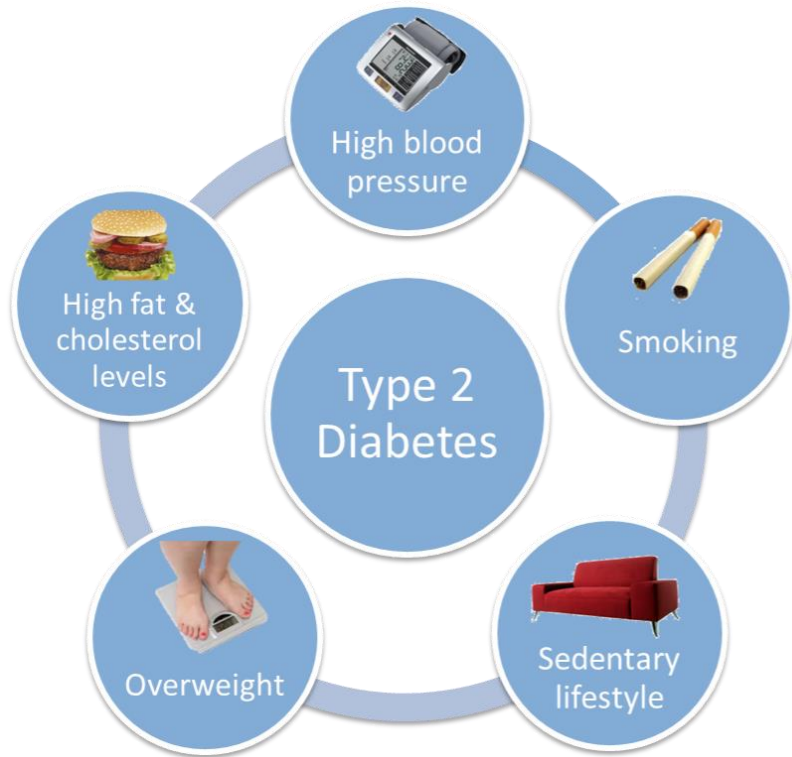 High blood
pressure
Smoking
Sedentary
lifestyle
Overweight
High fat &
cholesterol
levels
Type 2
Diabetes